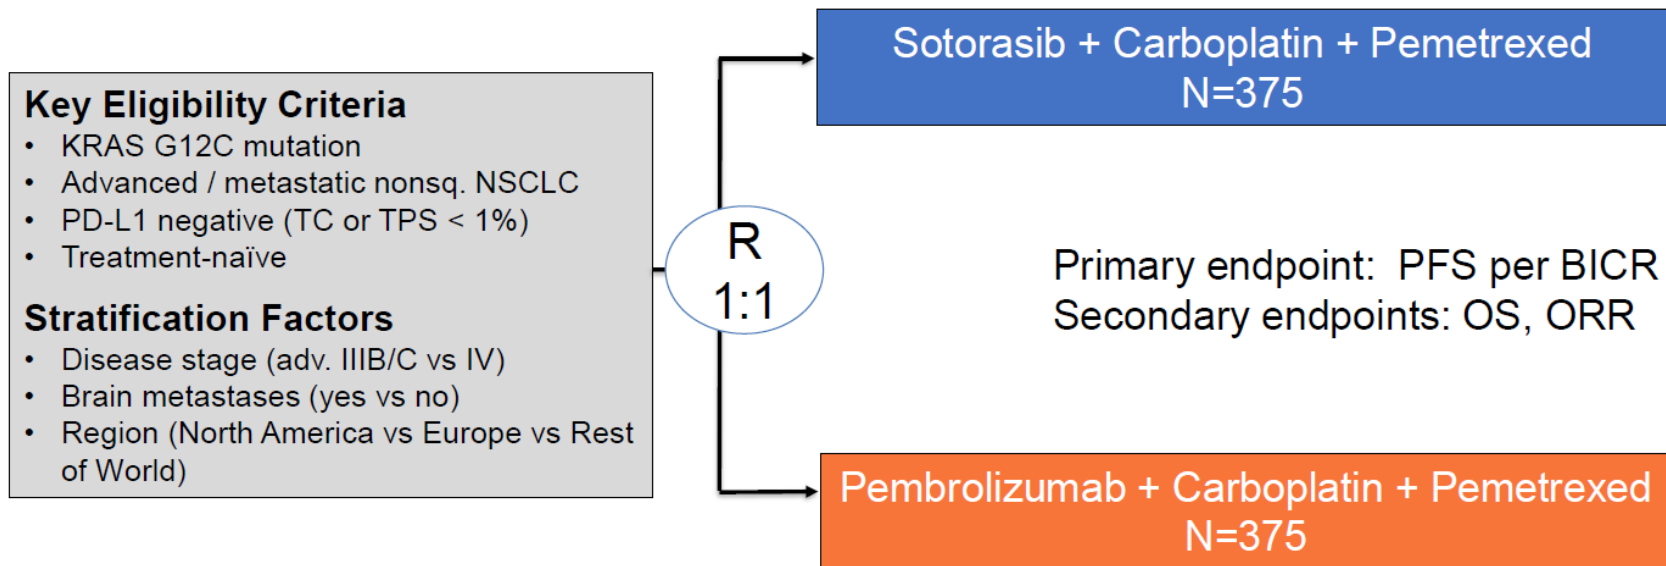 Key Eligibility Criteria
• KRAS G12C mutation
• Advanced / metastatic nonsq. NSCLC
• PD-L1 negative (TC or TPS < 1%)
• Treatment-naïve
Stratification Factors
• Disease stage (adv. IIIB/C vs IV)
• Brain metastases (yes vs no)
• Region (North America vs Europe vs Rest
of World)
R
1:1
Sotorasib + Carboplatin + Pemetrexed
N=375
Primary endpoint: PFS per BICR
Secondary endpoints: OS, ORR
Pembrolizumab + Carboplatin + Pemetrexed
N=375